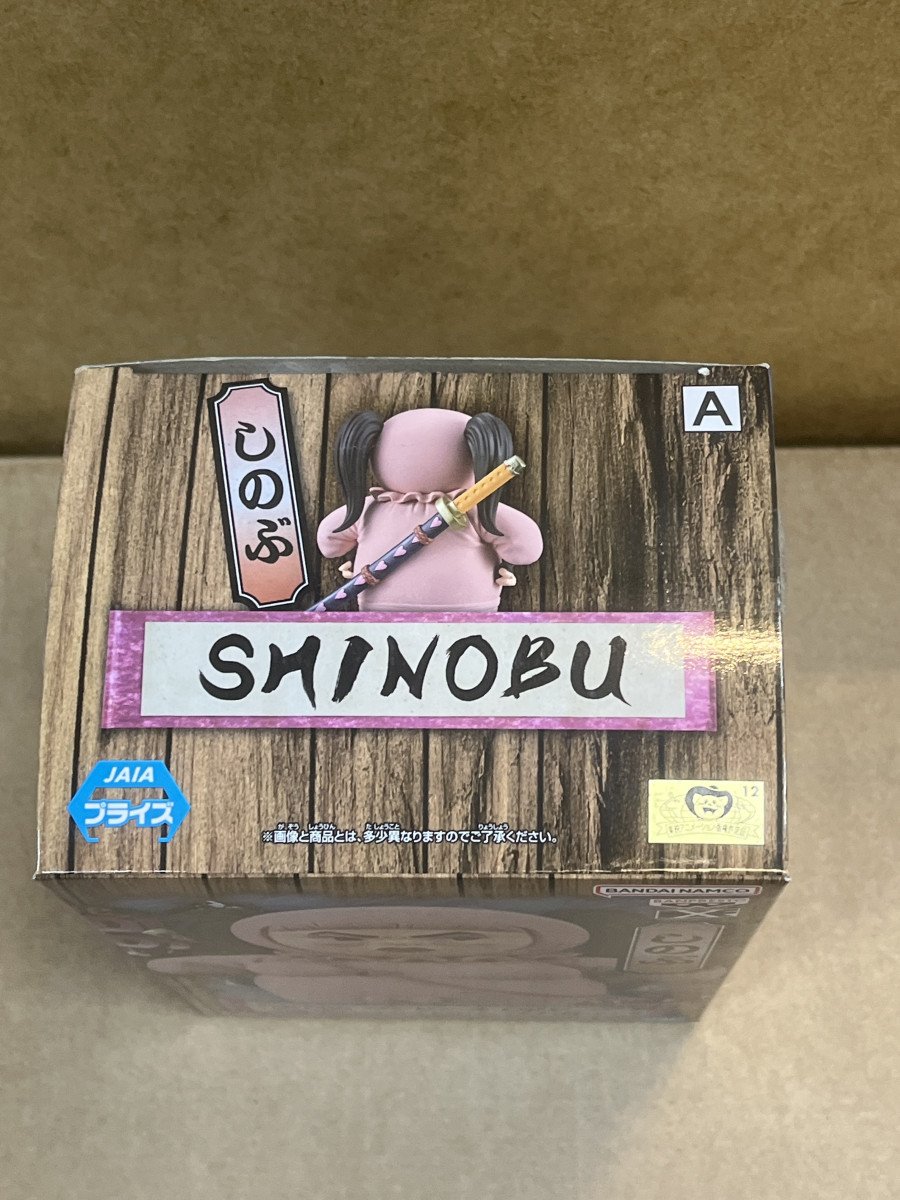 A
しのぶ
SHINOBU
JAIA
プライズ
12
※画像と商品とは、多少異なりますのでご了承ください。
BANDAI NAMCO
BANPRESTO